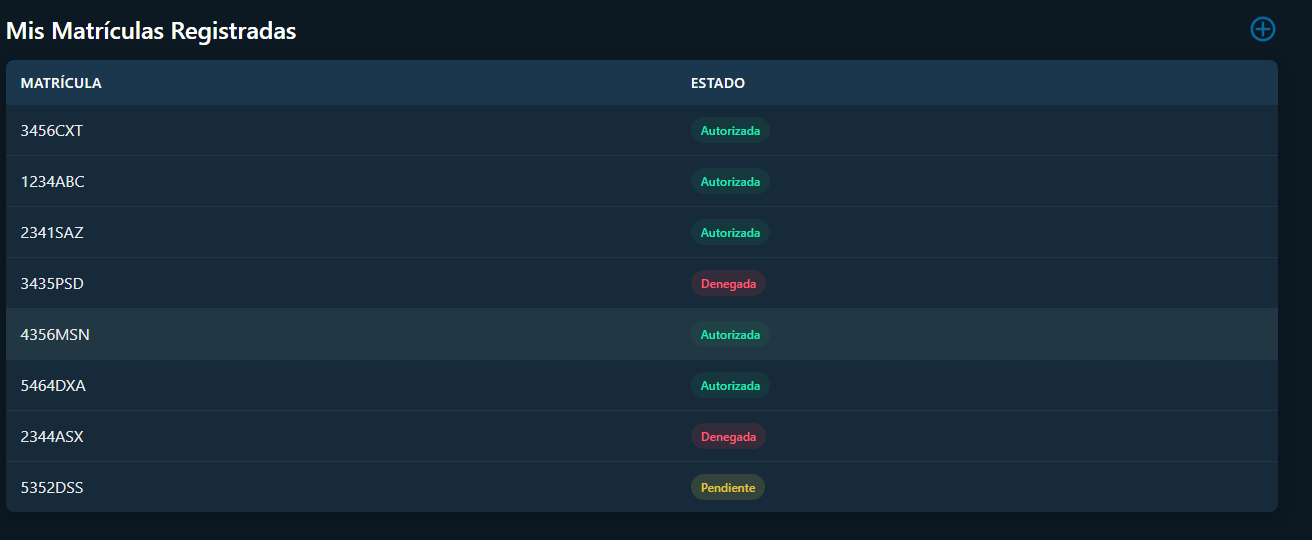 Mis Matrículas Registradas
MATRÍCULA ESTADO
3456CXT Autorizada
1234ABC Autorizada
2341SAZ Autorizada
3435PSD Denegada
4356MSN Autorizada
5464DXA Autorizada
2344ASX Denegada
5352DSS Pendiente